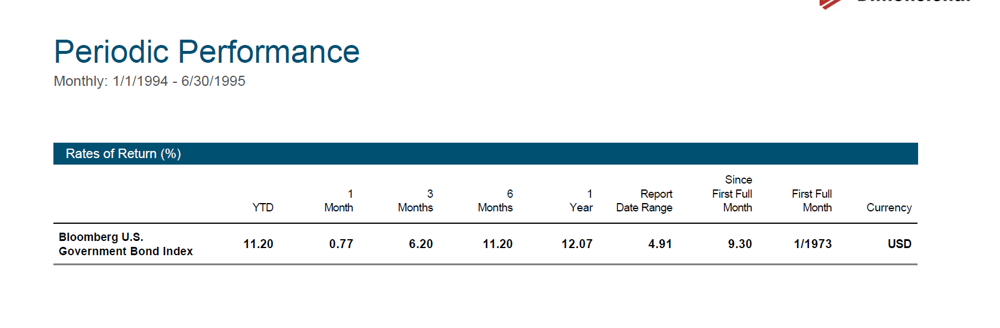 Periodic Performance
Monthly: 1/1/1994 - 6/30/1995
Rates of Return (%)
YTD 1 Month 3 Months 6 Months 1 Year Report Date Range Since First Full Month First Full Month Currency
Bloomberg U.S. Government Bond Index 11.20 0.77 6.20 11.20 12.07 4.91 9.30 1/1973 USD